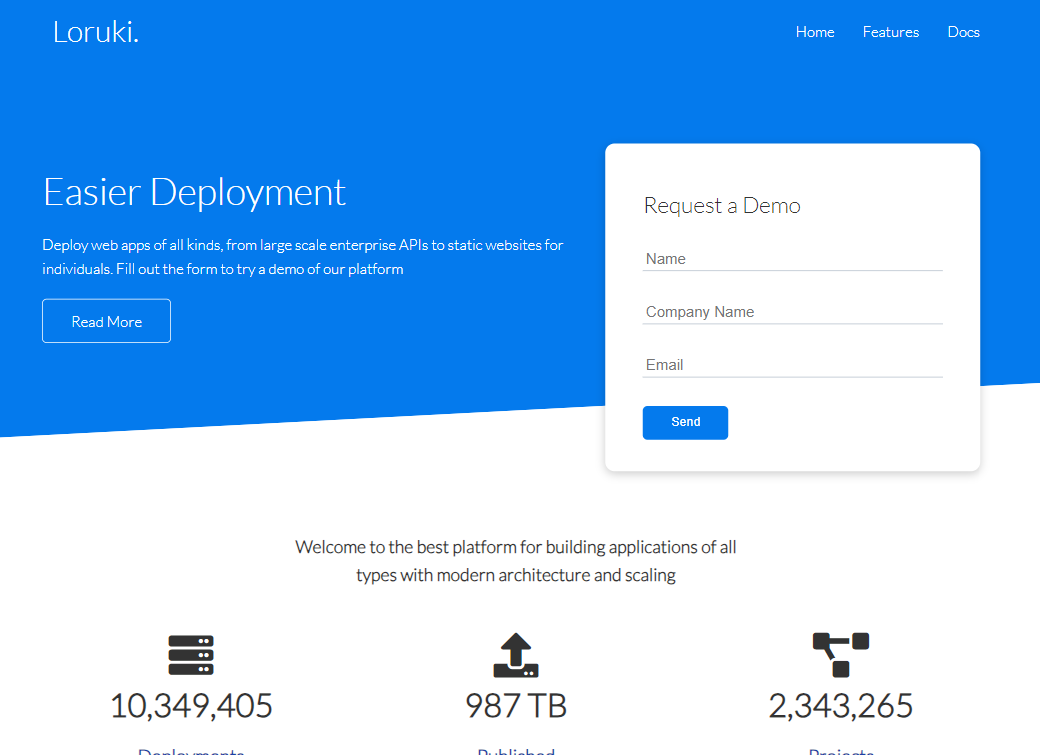 Loruki.
Home Features Docs
Easier Deployment
Deploy web apps of all kinds, from large scale enterprise APIs to static websites for
individuals. Fill out the form to try a demo of our platform
Read More
Request a Demo
Name
Company Name
Email
Send
Welcome to the best platform for building applications of all
types with modern architecture and scaling
10,349,405
987 TB
2,343,265
Deployments
Published
Projects